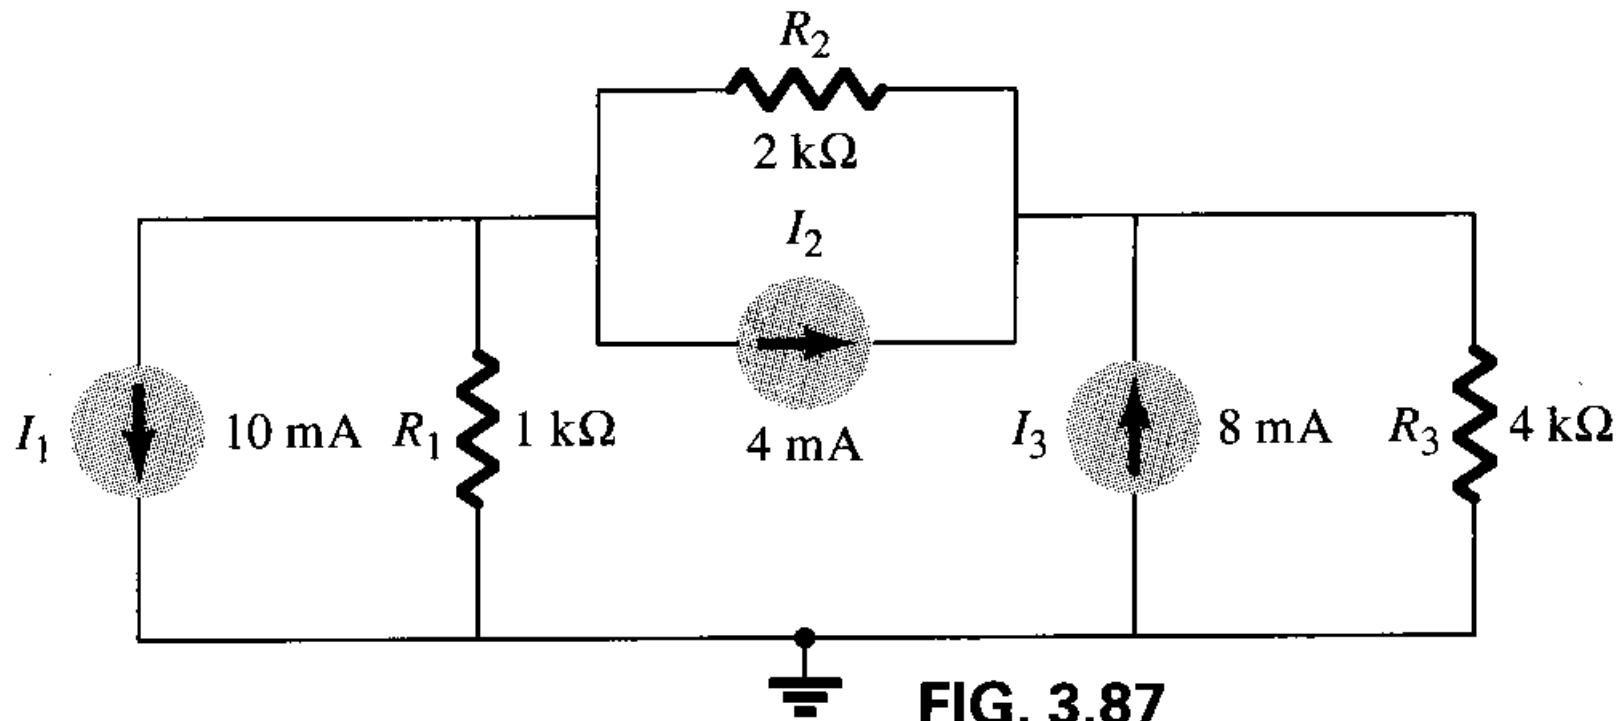 R2
2 kΩ
I2
4 mA
I1
10 mA
R1
1 kΩ
I3
8 mA
R3
4 kΩ
FIG. 3.87